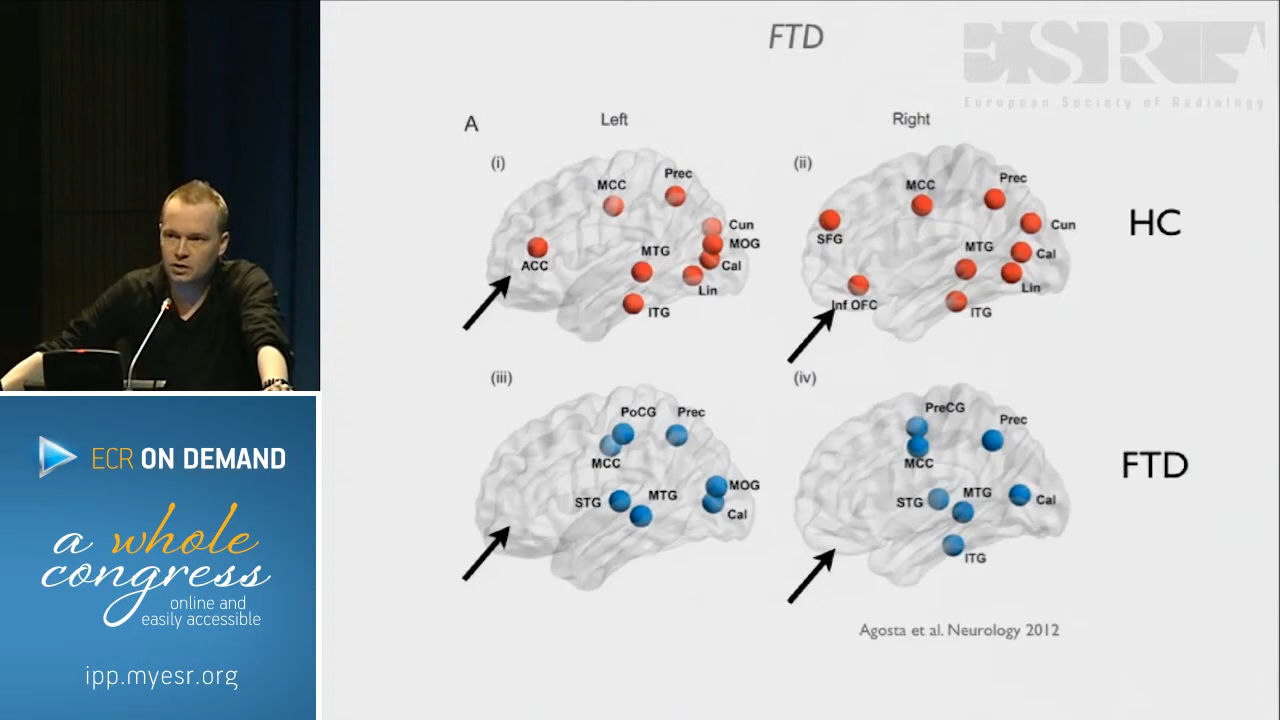 FTD
ESR
European Society of Radiology
A
Left
Right
(i)
MCC
Prec
Cun
MOG
ACC
MTG
Cal
Lin
ITG
(ii)
MCC
Prec
SFG
Cun
MTG
Cal
Inf OFC
Lin
ITG
HC
(iii)
PoCG
Prec
MCC
STG
MTG
MOG
Cal
(iv)
PreCG
Prec
MCC
STG
MTG
Cal
ITG
FTD
Agosta et al. Neurology 2012
ECR ON DEMAND
a whole
congress
online and
easily accessible
ipp.myesr.org